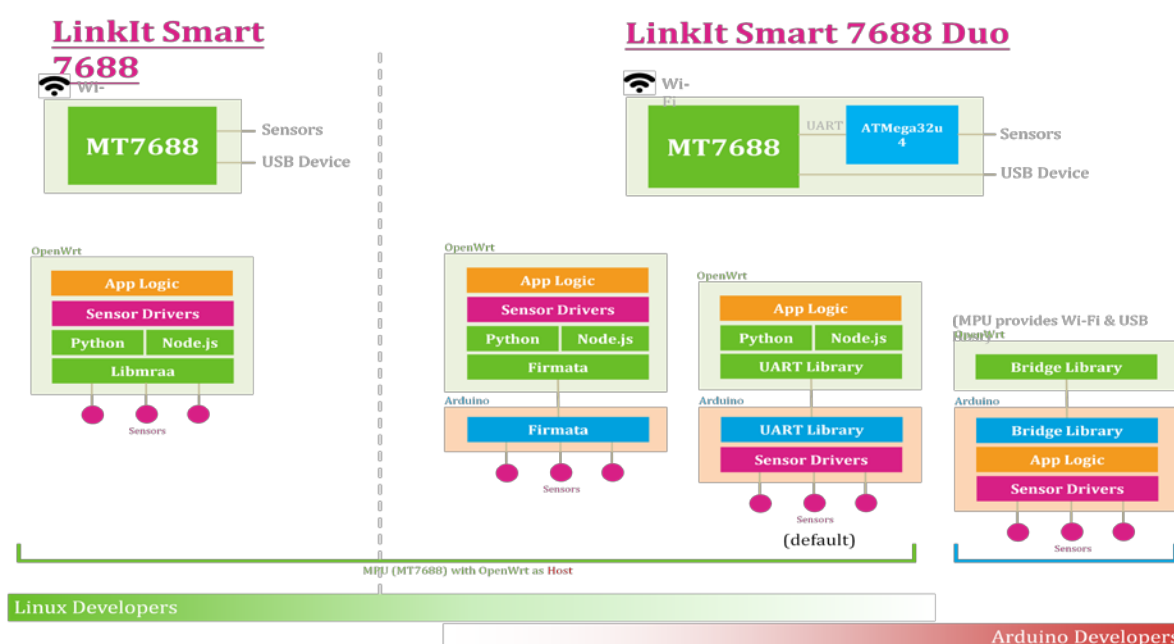 LinkIt Smart
7688
Wi-
MT7688
Sensors
USB Device
LinkIt Smart 7688 Duo
Wi-
Fi
MT7688
UART
ATMega32u
4
Sensors
USB Device
OpenWrt
App Logic
Sensor Drivers
Python
Node.js
Libmraa
Sensors
OpenWrt
App Logic
Sensor Drivers
Python
Node.js
Firmata
Arduino
Firmata
Sensors
OpenWrt
App Logic
Python
Node.js
UART Library
Arduino
UART Library
Sensor Drivers
Sensors
(default)
(MPU provides Wi-Fi & USB
OpenWrt
Bridge Library
Arduino
Bridge Library
App Logic
Sensor Drivers
Sensors
MPU (MT7688) with OpenWrt as Host
Linux Developers
Arduino Developers